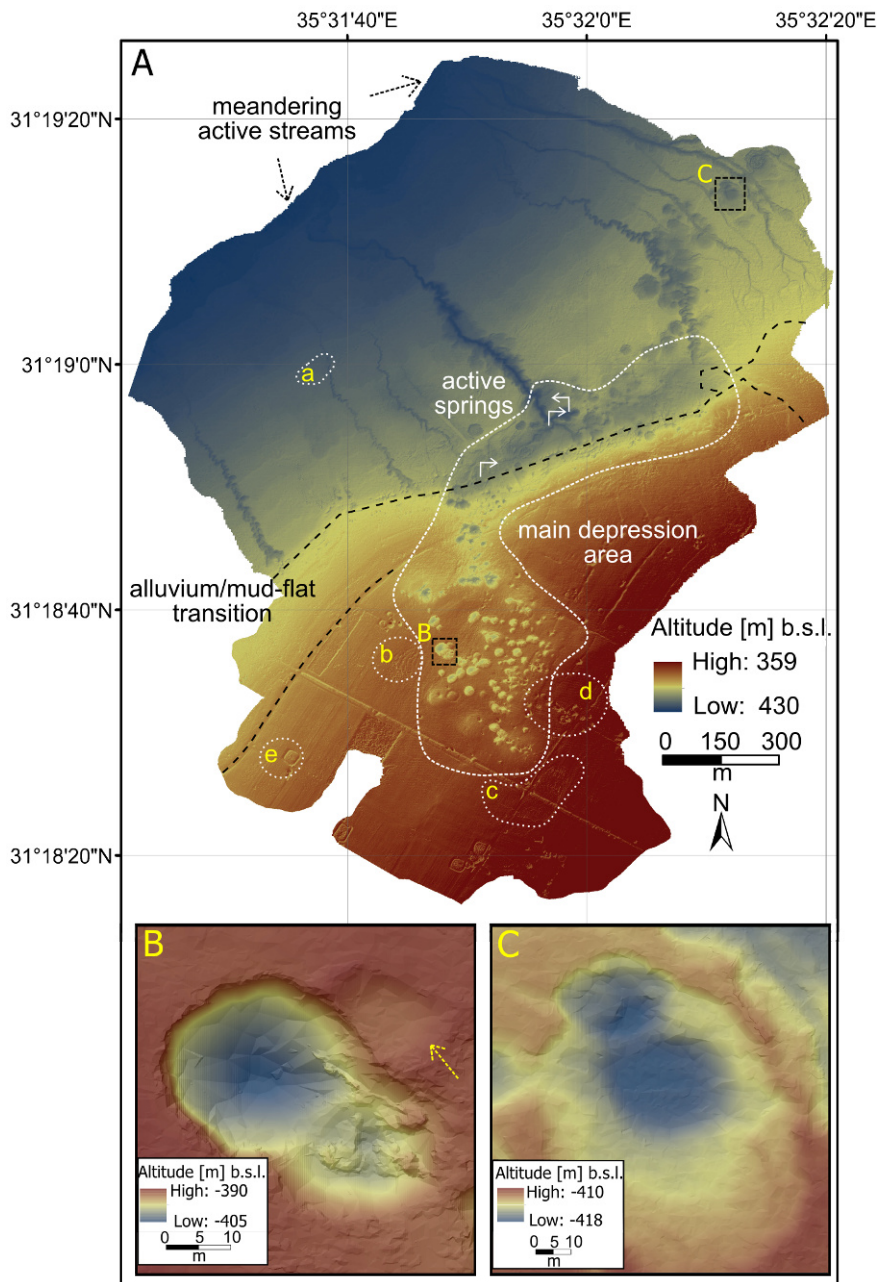 35°31'40"E
35°32'0"E
35°32'20"E
A
31°19'20"N
meandering
active streams
C
31°19'0"N
a
active
springs
main depression
area
31°18'40"N
alluvium/mud-flat
transition
B
b
d
e
c
Altitude [m] b.s.l.
High: 359
Low: 430
0 150 300
m
N
31°18'20"N
B
Altitude [m] b.s.l.
High: -390
Low: -405
0 5 10
m
C
Altitude [m] b.s.l.
High: -410
Low: -418
0 5 10
m